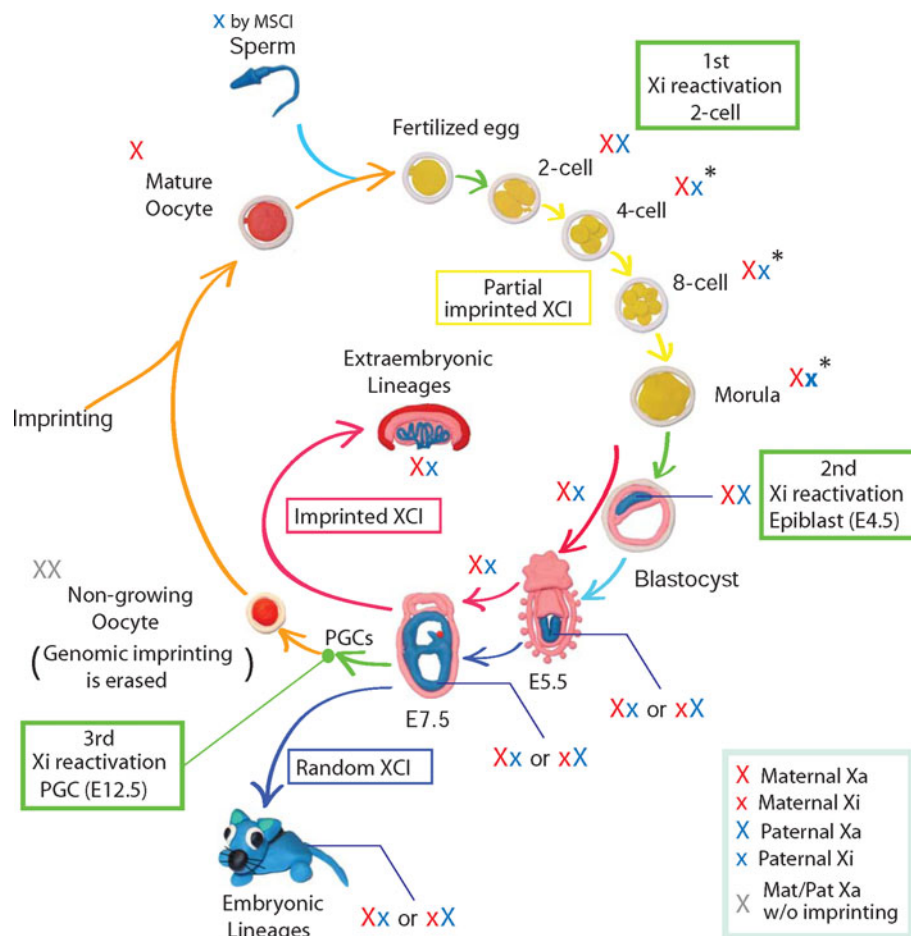 x by MSCI
Sperm
1st
Xi reactivation
2-cell
Fertilized egg
XX
2-cell
X
Mature
Oocyte
Xx*
4-cell
Xx*
8-cell
Partial
imprinted XCI
Extraembryonic
Lineages
Xx
Morula
Xx*
Imprinting
2nd
Xi reactivation
Epiblast (E4.5)
XX
Xx
Imprinted XCI
Blastocyst
XX
Non-growing
Oocyte
(Genomic imprinting
is erased)
Xx
PGCs
E5.5
Xx or xX
E7.5
Xx or xX
3rd
Xi reactivation
PGC (E12.5)
Random XCI
X Maternal Xa
x Maternal Xi
X Paternal Xa
x Paternal Xi
X Mat/Pat Xa
w/o imprinting
Embryonic
Lineages
Xx or xX